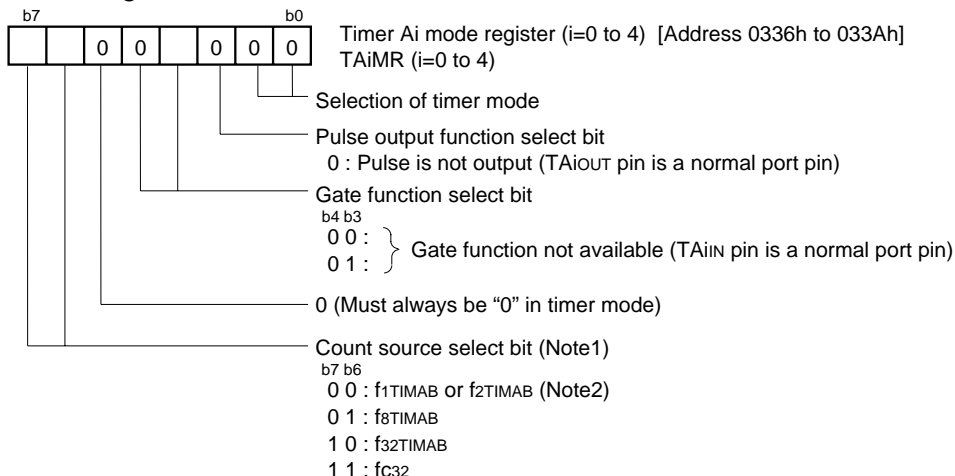 b7 b0
0 0 0 0 0
Timer Ai mode register (i=0 to 4) [Address 0336h to 033Ah]
TAiMR (i=0 to 4)
Selection of timer mode
Pulse output function select bit
0 : Pulse is not output (TAiOUT pin is a normal port pin)
Gate function select bit
b4 b3
0 0 :
0 1 :
Gate function not available (TAiIN pin is a normal port pin)
0 (Must always be “0” in timer mode)
Count source select bit (Note1)
b7 b6
0 0 : f1TIMAB or f2TIMAB (Note2)
0 1 : f8TIMAB
1 0 : f32TIMAB
1 1 : fC32